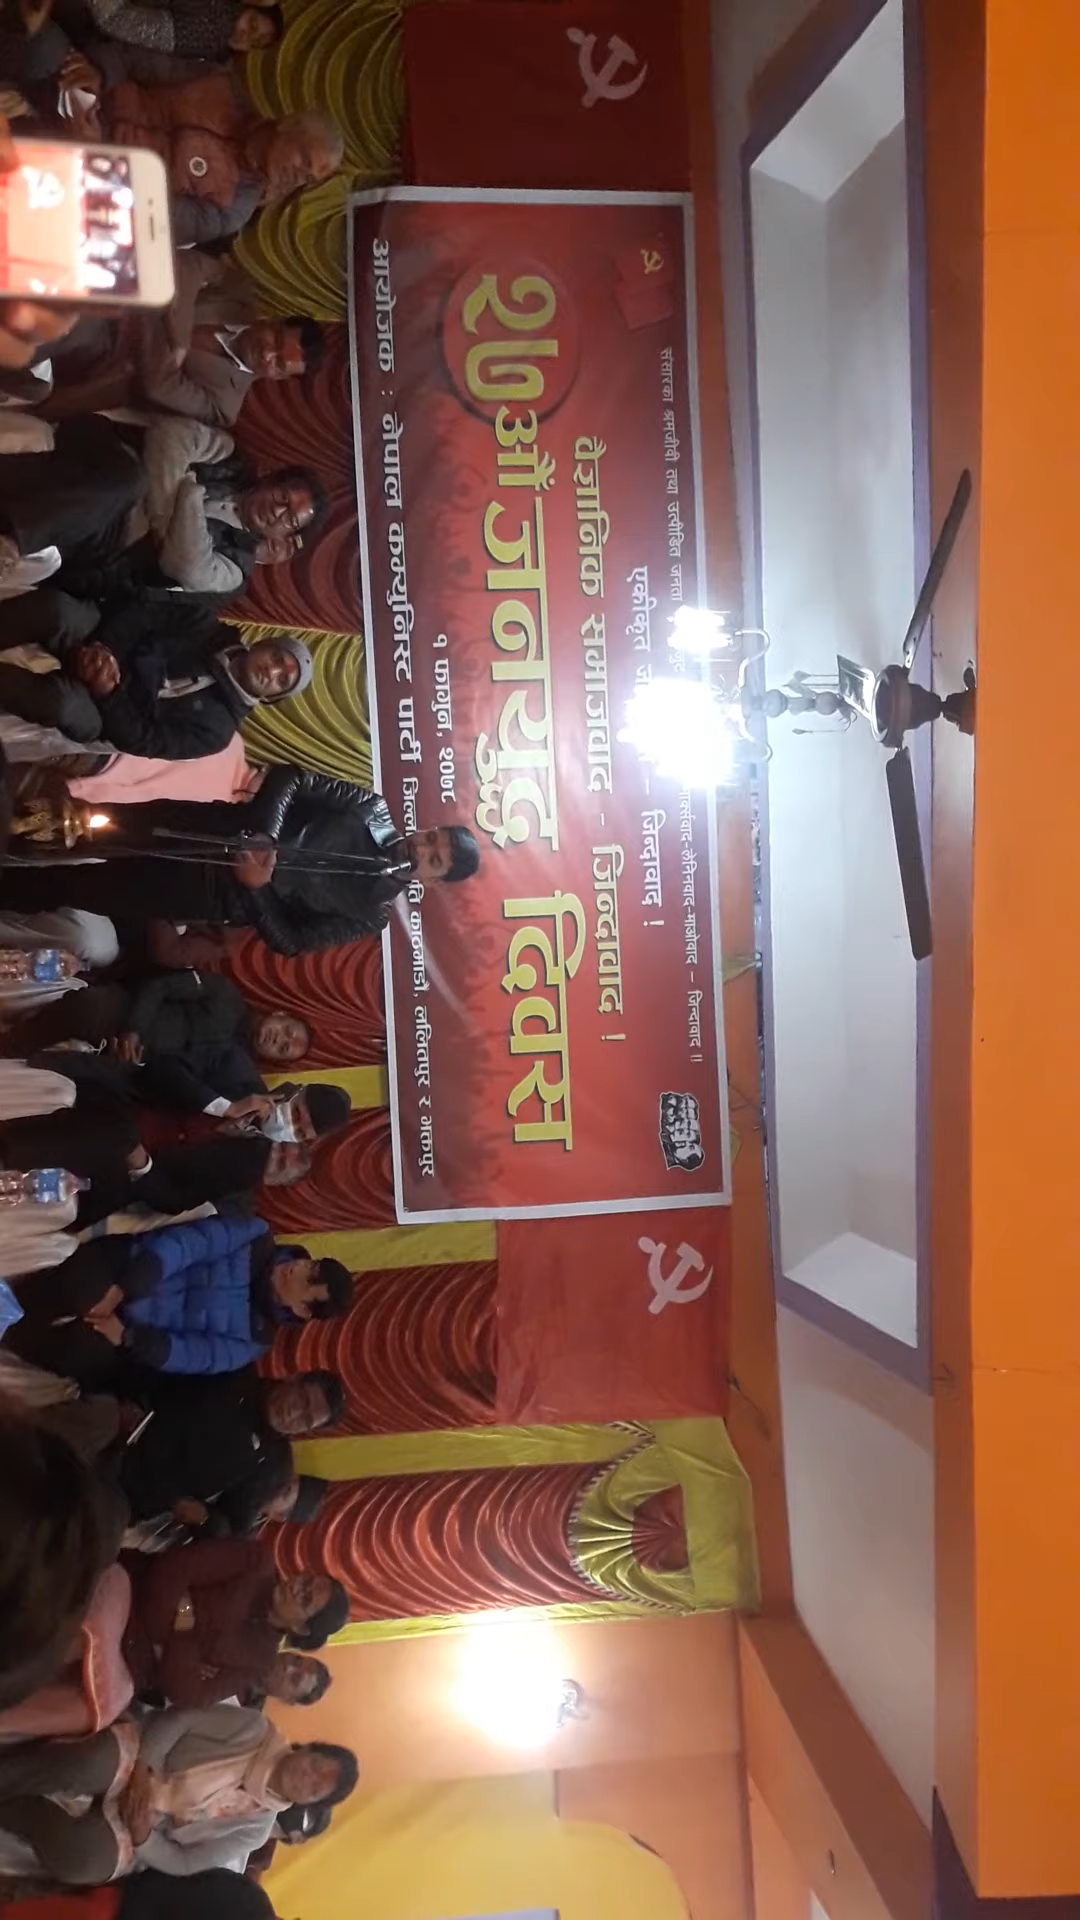 संसारका श्रमजीवी तथा उत्पीडित जनता मार्क्सवाद-लेनिनवाद-माओवाद – जिन्दावाद ॥
एकीकृत – जिन्दावाद !
वैज्ञानिक समाजवाद - जिन्दावाद !
२७औं जनयुद्ध दिवस
१ फागुन, २०७८
आयोजक : नेपाल कम्युनिस्ट पार्टी काठमाडौं, ललितपुर र भक्तपुर